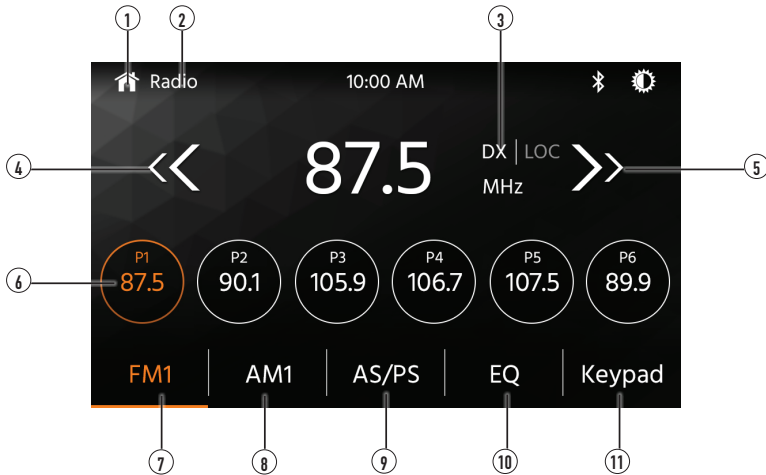 1 2 3
Radio 10:00 AM
87.5 DX | LOC
MHz
4 5
P1 P2 P3 P4 P5 P6
87.5 90.1 105.9 106.7 107.5 89.9
6
FM1 AM1 AS/PS EQ Keypad
7 8 9 10 11